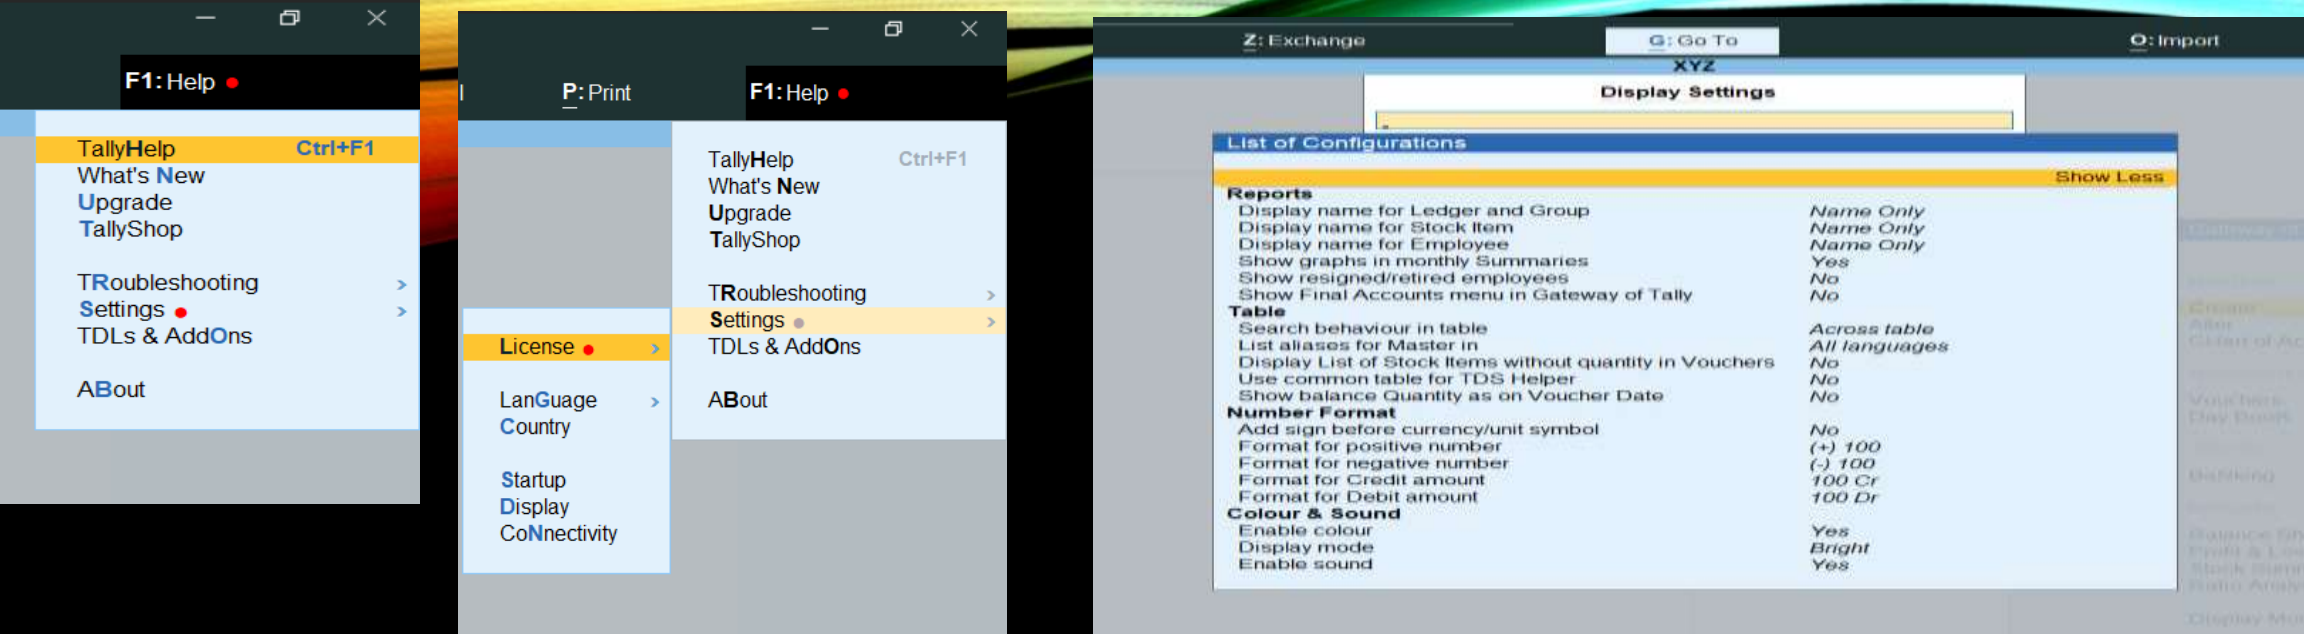 F1: Help
TallyHelp Ctrl+F1
What's New
Upgrade
TallyShop
TRoubleshooting
Settings
TDLs & AddOns
ABout
P: Print
F1: Help
TallyHelp Ctrl+F1
What's New
Upgrade
TallyShop
TRoubleshooting
Settings
TDLs & AddOns
ABout
License
LanGuage
Country
Startup
Display
CoNnectivity
Z: Exchange G: Go To O: Import
XYZ
Display Settings
List of Configurations
Show Less
Reports
Display name for Ledger and Group Name Only
Display name for Stock Item Name Only
Display name for Employee Name Only
Show graphs in monthly Summaries Yes
Show resigned/retired employees No
Show Final Accounts menu in Gateway of Tally No
Table
Search behaviour in table Across table
List aliases for Master in All languages
Display List of Stock Items without quantity in Vouchers No
Use common table for TDS Helper No
Show balance Quantity as on Voucher Date No
Number Format
Add sign before currency/unit symbol No
Format for positive number (+) 100
Format for negative number (-) 100
Format for Credit amount 100 Cr
Format for Debit amount 100 Dr
Colour & Sound
Enable colour Yes
Display mode Bright
Enable sound Yes